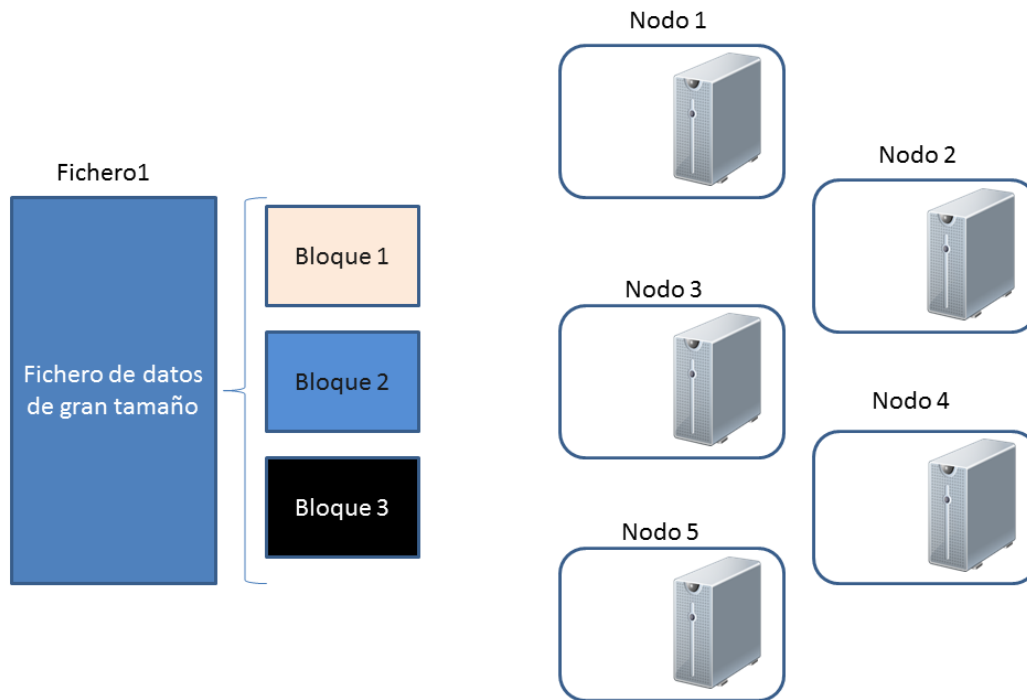 Fichero1
Fichero de datos
de gran tamaño
Bloque 1
Bloque 2
Bloque 3
Nodo 1
Nodo 2
Nodo 3
Nodo 4
Nodo 5